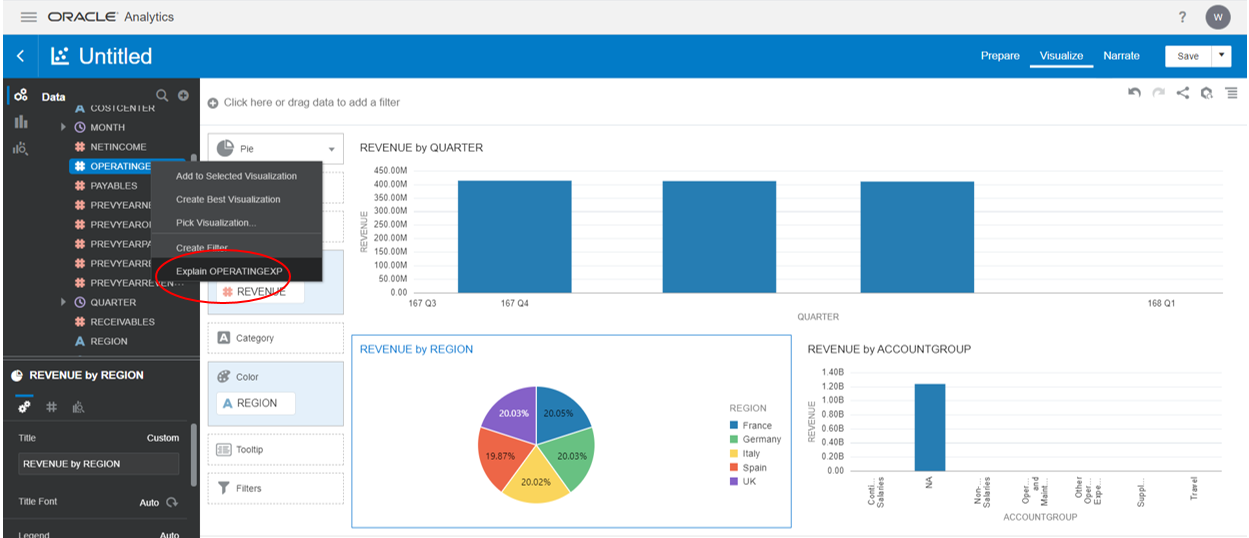 ORACLE Analytics
?
W
Untitled
Prepare
Visualize
Narrate
Save
Data
COSTCENTER
MONTH
NETINCOME
OPERATINGE
PAYABLES
PREVYEARNE
PREVYEAROI
PREVYEARPA
PREVYEARRE
PREVYEARREVEN...
QUARTER
RECEIVABLES
A REGION
Add to Selected Visualization
Create Best Visualization
Pick Visualization...
Create Filter
Explain OPERATINGEXP
REVENUE by REGION
Title
Custom
REVENUE by REGION
Title Font
Auto
Legend
Auto
Click here or drag data to add a filter
Pie
REVENUE
Category
Color
A REGION
Tooltip
Filters
REVENUE by QUARTER
450.00M
400.00M
350.00M
300.00M
250.00M
200.00M
150.00M
100.00M
50.00M
0.00
REVENUE
167 Q3
167 Q4
168 Q1
QUARTER
REVENUE by REGION
20.03%
20.05%
19.87%
20.03%
20.02%
REGION
France
Germany
Italy
Spain
UK
REVENUE by ACCOUNTGROUP
1.40B
1.20B
1.00B
0.80B
0.60B
0.40B
0.20B
0.00
REVENUE
Conti...
Salaries
NA
Non-...
Salaries
Oper...
and
Maint...
Other
Oper...
Expe...
Suppl...
Travel
ACCOUNTGROUP